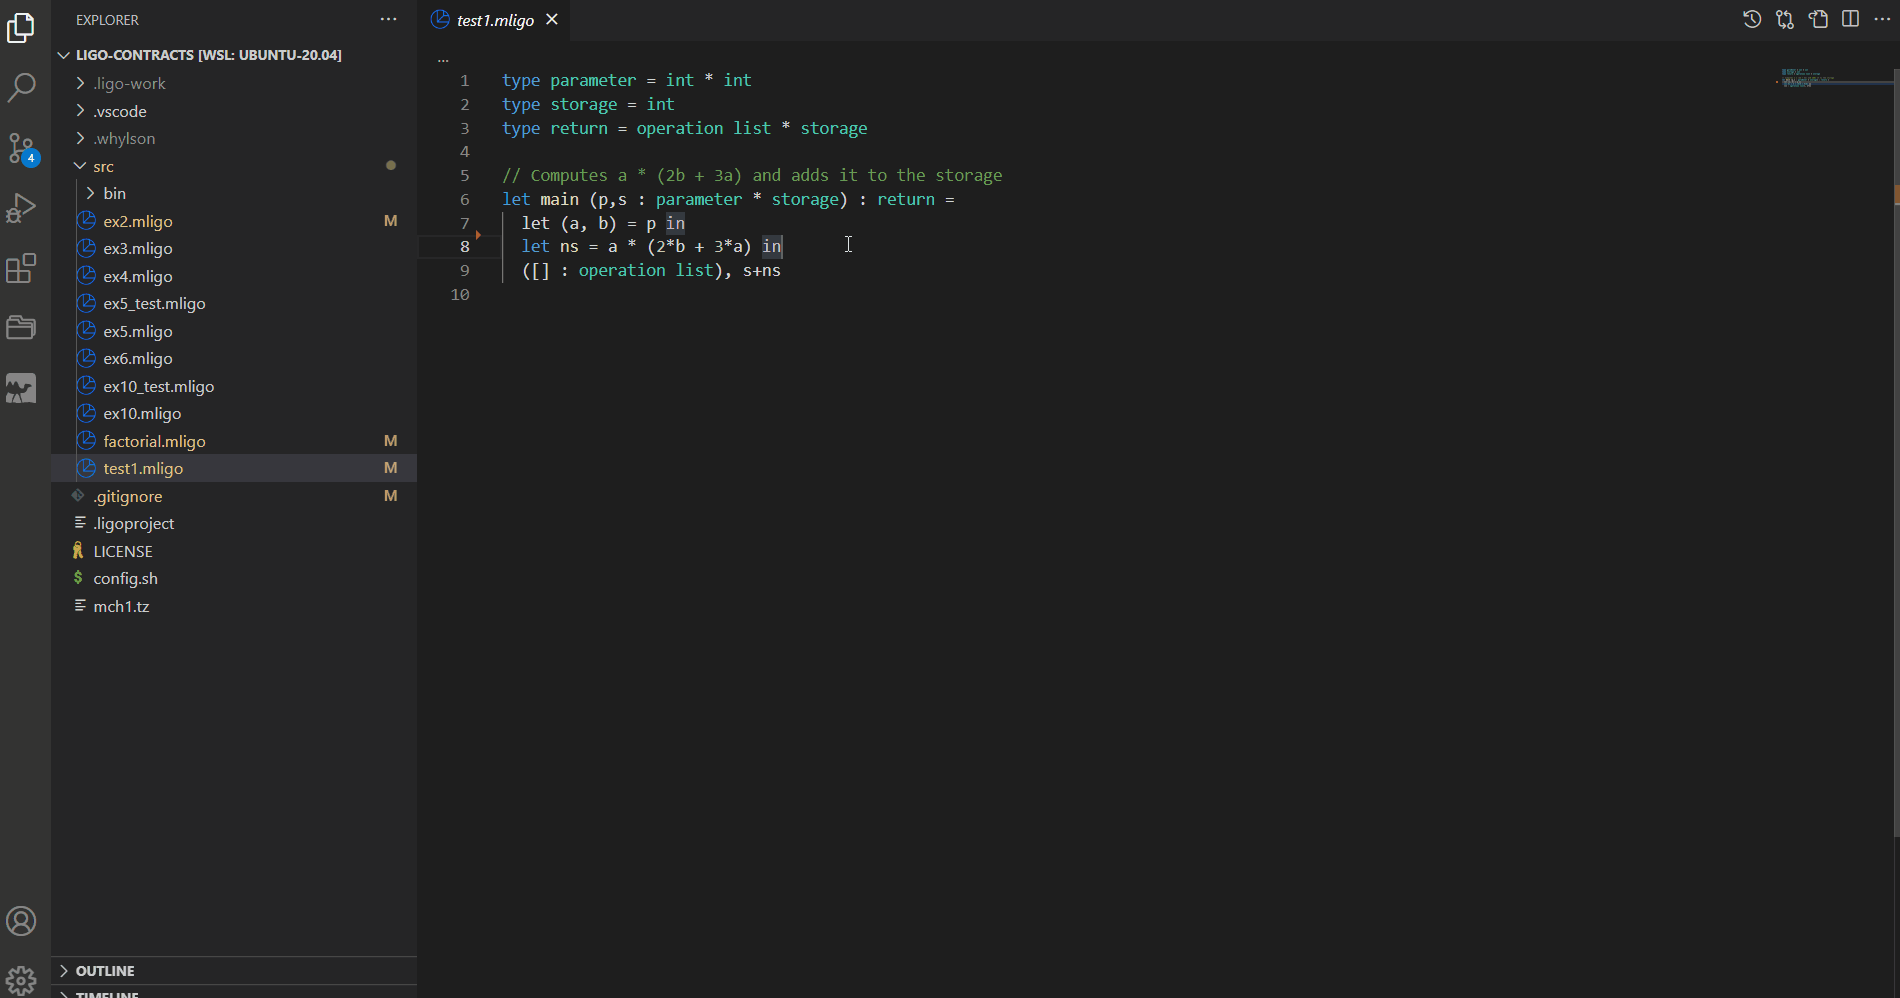 EXPLORER
LIGO-CONTRACTS [WSL: UBUNTU-20.04]
.ligo-work
.vscode
.whylson
src
bin
ex2.mligo M
ex3.mligo
ex4.mligo
ex5_test.mligo
ex5.mligo
ex6.mligo
ex10_test.mligo
ex10.mligo
factorial.mligo M
test1.mligo M
.gitignore M
.ligoproject
LICENSE
$ config.sh
mch1.tz
OUTLINE
TIMELINE
4
test1.mligo
...
1 type parameter = int * int
2 type storage = int
3 type return = operation list * storage
4
5 // Computes a * (2b + 3a) and adds it to the storage
6 let main (p,s : parameter * storage) : return =
7 let (a, b) = p in
8 let ns = a * (2*b + 3*a) in
9 ([] : operation list), s+ns
10